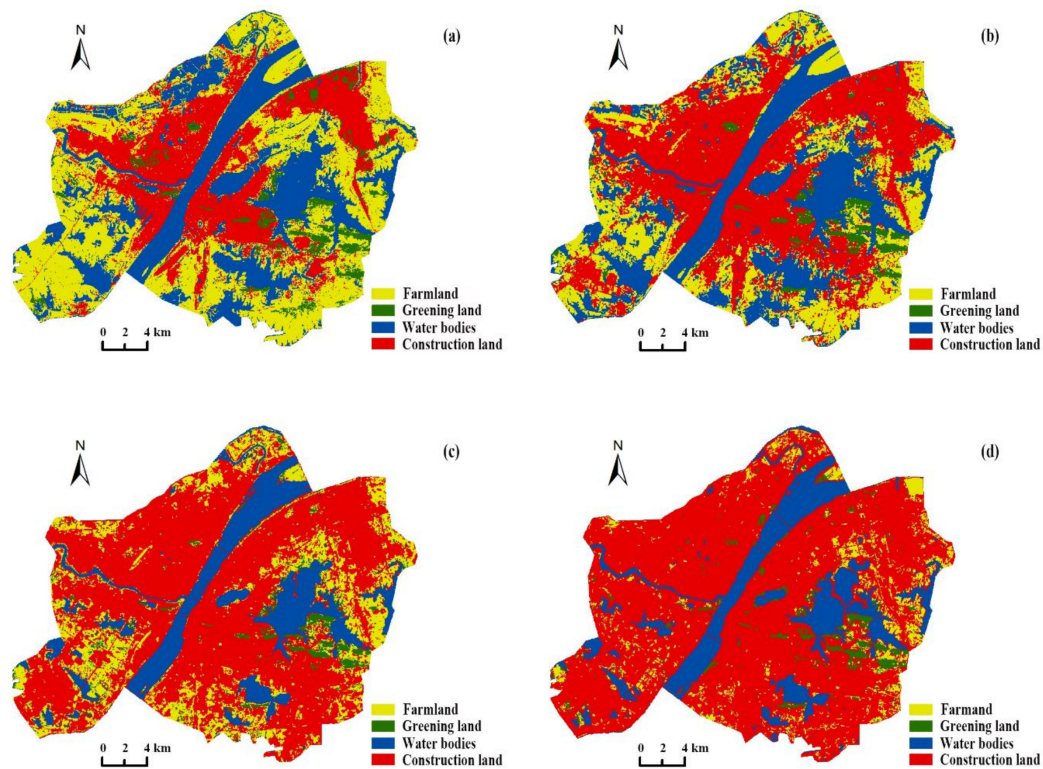 N
(a)
Farmland
Greening land
Water bodies
Construction land
0 2 4 km
N
(b)
Farmland
Greening land
Water bodies
Construction land
0 2 4 km
N
(c)
Farmland
Greening land
Water bodies
Construction land
0 2 4 km
N
(d)
Farmand
Greening land
Water bodies
Construction land
0 2 4 km